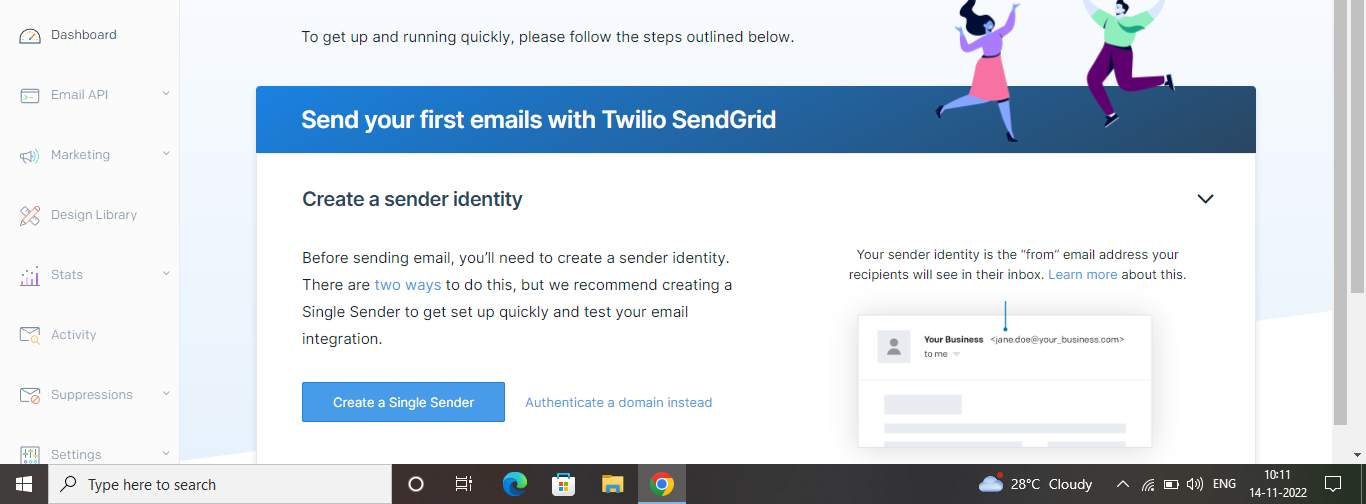 Dashboard
Email API
Marketing
Design Library
Stats
Activity
Suppressions
Settings
To get up and running quickly, please follow the steps outlined below.
Send your first emails with Twilio SendGrid
Create a sender identity
Before sending email, you’ll need to create a sender identity.
There are two ways to do this, but we recommend creating a
Single Sender to get set up quickly and test your email
integration.
Create a Single Sender
Authenticate a domain instead
Your sender identity is the “from” email address your
recipients will see in their inbox. Learn more about this.
Your Business <jane.doe@your_business.com>
to me
Type here to search
28°C Cloudy
ENG
10:11
14-11-2022